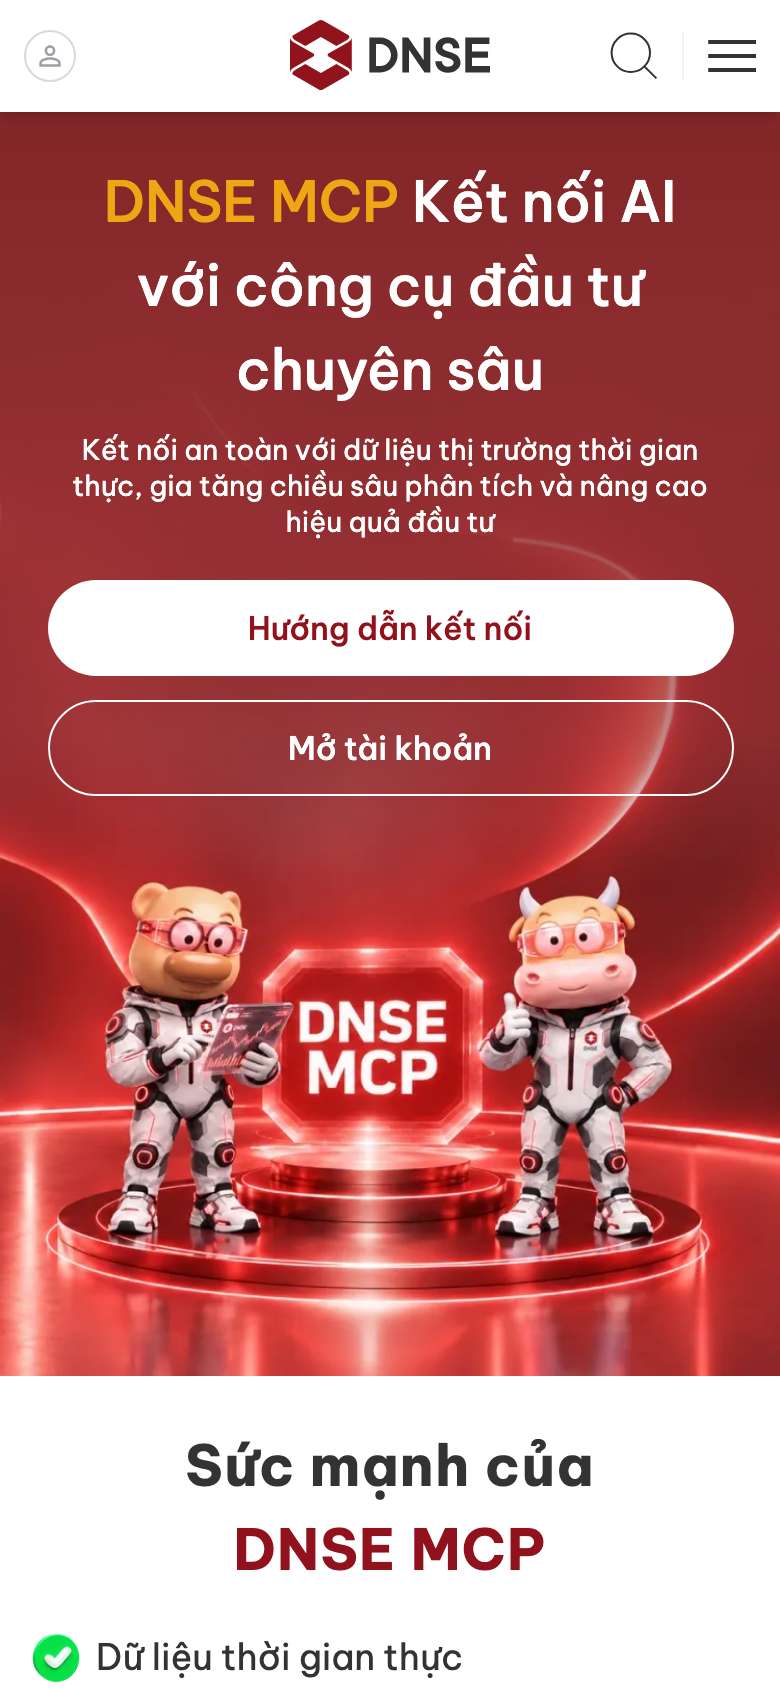 DNSE
DNSE MCP Kết nối AI
với công cụ đầu tư
chuyên sâu
Kết nối an toàn với dữ liệu thị trường thời gian
thực, gia tăng chiều sâu phân tích và nâng cao
hiệu quả đầu tư
Hướng dẫn kết nối
Mở tài khoản
DNSE
MCP
DNSE
Sức mạnh của
DNSE MCP
Dữ liệu thời gian thực